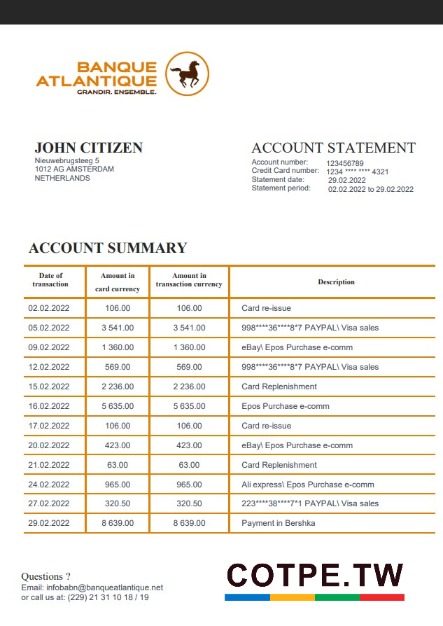 BANQUE
ATLANTIQUE
GRANDIR. ENSEMBLE.
JOHN CITIZEN
Nieuwebrugsteeg 5
1012 AG AMSTERDAM
NETHERLANDS
ACCOUNT STATEMENT
Account number: 123456789
Credit Card number: 1234 **** **** 4321
Statement date: 29.02.2022
Statement period: 02.02.2022 to 29.02.2022
ACCOUNT SUMMARY
Date of transaction Amount in card currency Amount in transaction currency Description
02.02.2022 106.00 106.00 Card re-issue
05.02.2022 3 541.00 3 541.00 998****36****8*7 PAYPAL\ Visa sales
09.02.2022 1 360.00 1 360.00 eBay\ Epos Purchase e-comm
12.02.2022 569.00 569.00 998****36****8*7 PAYPAL\ Visa sales
15.02.2022 2 236.00 2 236.00 Card Replenishment
16.02.2022 5 635.00 5 635.00 Epos Purchase e-comm
17.02.2022 106.00 106.00 Card re-issue
20.02.2022 423.00 423.00 eBay\ Epos Purchase e-comm
21.02.2022 63.00 63.00 Card Replenishment
24.02.2022 965.00 965.00 Ali express\ Epos Purchase e-comm
27.02.2022 320.50 320.50 223****38****7*1 PAYPAL\ Visa sales
29.02.2022 8 639.00 8 639.00 Payment in Bershka
Questions ?
Email: infobabn@banqueatlantique.net
or call us at: (229) 21 31 10 18 / 19
COTPE.TW